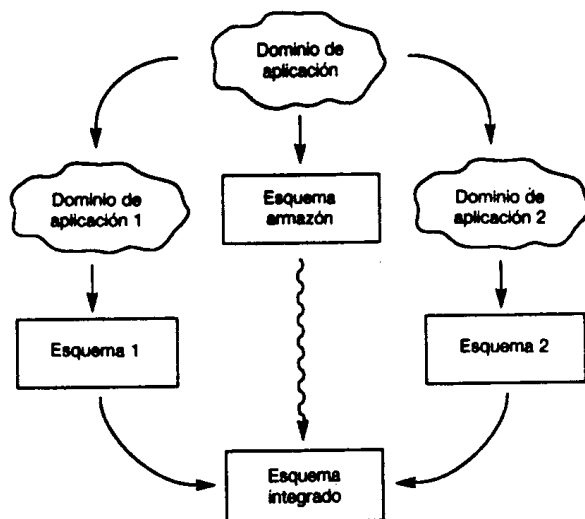 Dominio de
aplicación
Dominio de
aplicación 1
Esquema
armazón
Dominio de
aplicación 2
Esquema 1
Esquema 2
Esquema
integrado